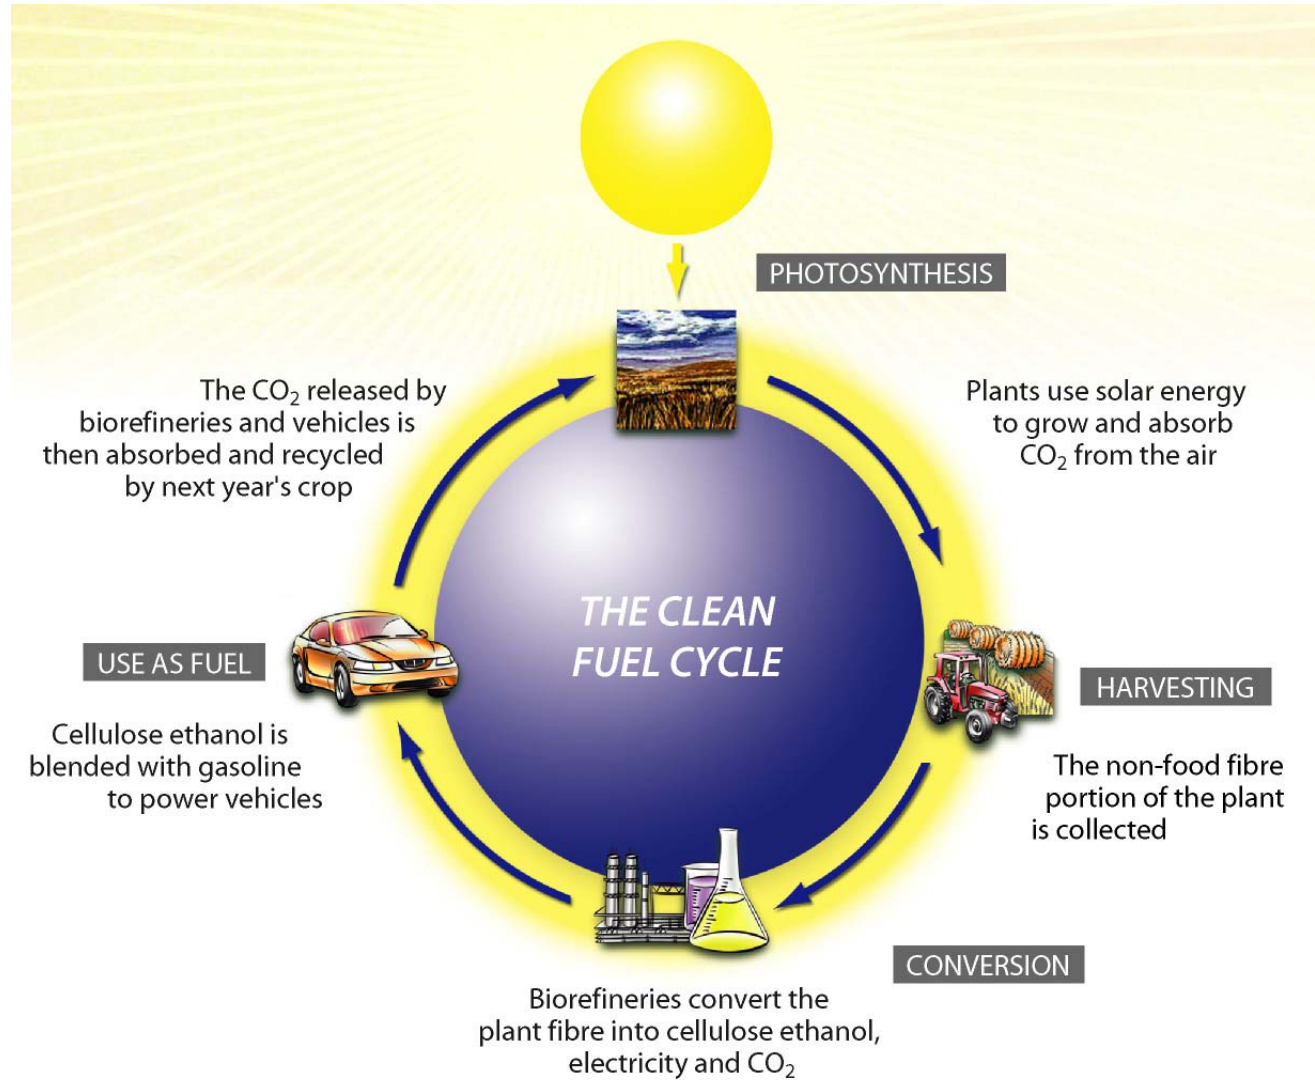 PHOTOSYNTHESIS
Plants use solar energy
to grow and absorb
CO₂ from the air
HARVESTING
The non-food fibre
portion of the plant
is collected
CONVERSION
Biorefineries convert the
plant fibre into cellulose ethanol,
electricity and CO₂
USE AS FUEL
Cellulose ethanol is
blended with gasoline
to power vehicles
The CO₂ released by
biorefineries and vehicles is
then absorbed and recycled
by next year's crop
THE CLEAN
FUEL CYCLE